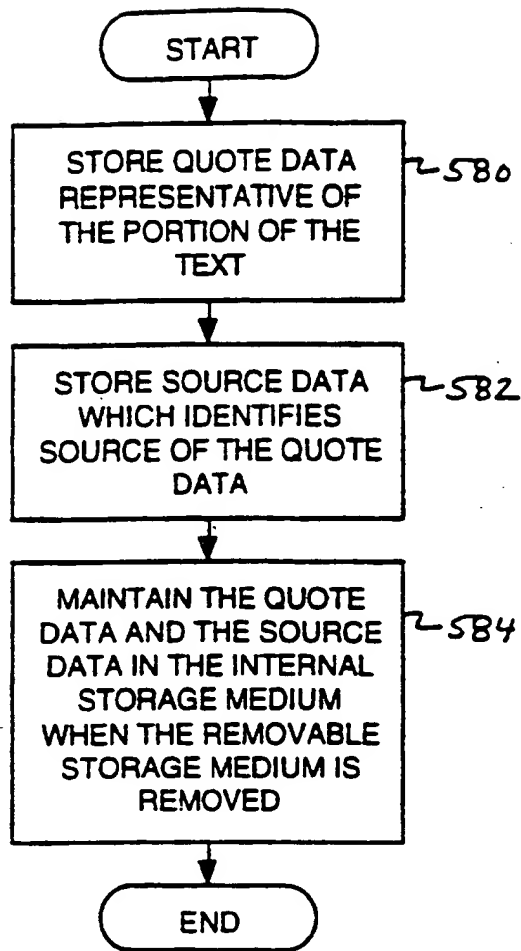 START
STORE QUOTE DATA
REPRESENTATIVE OF
THE PORTION OF THE
TEXT
580
STORE SOURCE DATA
WHICH IDENTIFIES
SOURCE OF THE QUOTE
DATA
582
MAINTAIN THE QUOTE
DATA AND THE SOURCE
DATA IN THE INTERNAL
STORAGE MEDIUM
WHEN THE REMOVABLE
STORAGE MEDIUM IS
REMOVED
584
END